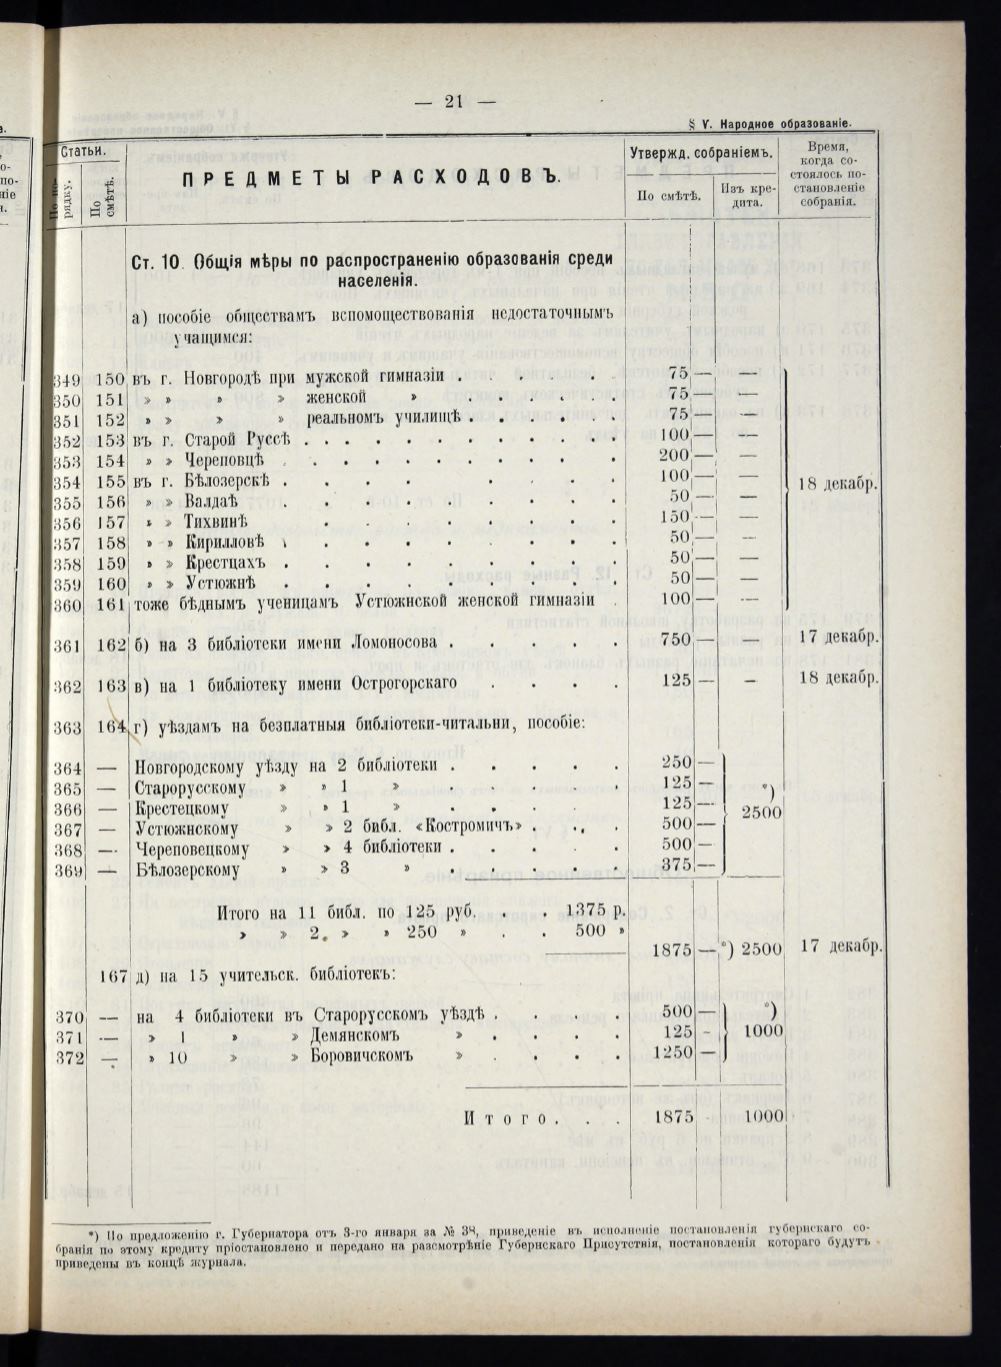 — 21 —
§ V. Народное образованіе.
Статьи.
По порядку.
По смѣтѣ.
ПРЕДМЕТЫ РАСХОДОВЪ.
Утвержд. собраніемъ.
По смѣтѣ.
Изъ кредита.
Время, когда состоялось постановленіе собранія.
Ст. 10. Общія мѣры по распространенію образованія среди
населенія.
а) пособіе обществамъ вспомоществованія недостаточнымъ
учащимся:
349 150 въ г. Новгородѣ при мужской гимназіи . . . . . 75 — —
350 151 » » » » женской » . . . . . 75 — —
351 152 » » » » реальномъ училищѣ . . . . . 75 — —
352 153 въ г. Старой Руссѣ . . . . . . . . . . . . 100 — —
353 154 » » Череповцѣ . . . . . . . . . . 200 — —
354 155 въ г. Бѣлозерскѣ . . . . . . . . 100 — — 18 декабр.
355 156 » » Валдаѣ . . . . . . . . 50 — —
356 157 » » Тихвинѣ . . . . . . . . 150 — —
357 158 » » Кирилловѣ . . . . . . . . 50 — —
358 159 » » Крестцахъ . . . . . . . . . 50 — —
359 160 » » Устюжнѣ . . . . . . . . . 50 — —
360 161 тоже бѣднымъ ученицамъ Устюжнской женской гимназіи . 100 — —
361 162 б) на 3 библіотеки имени Ломоносова . . . . . 750 — — 17 декабр.
362 163 в) на 1 библіотеку имени Острогорскаго . . . . 125 — — 18 декабр.
363 164 г) уѣздамъ на безплатныя библіотеки-читальни, пособіе:
364 — Новгородскому уѣзду на 2 библіотеки . . . . . 250 —
365 — Старорусскому » » 1 » . . . . . 125 — *)
366 — Крестецкому » » 1 » . . . 125 — 2500
367 — Устюжнскому » » 2 библ. «Костромичъ» . . . . 500 —
368 — Череповецкому » » 4 библіотеки . . . . . 500 —
369 — Бѣлозерскому » » 3 » . . . . . . 375 —
Итого на 11 библ. по 125 руб. . . . 1375 р.
» » 2 » » 250 » . . 500 »
1875 — *) 2500 17 декабр.
167 д) на 15 учительск. библіотекъ:
370 — на 4 библіотеки въ Старорусскомъ уѣздѣ . . . . 500 — *)
371 — » 1 » » Демянскомъ » . . . . 125 - 1000
372 — » 10 » » Боровичскомъ » . . . . 1250 —
Итого . . . 1875 1000
*) По предложенію г. Губернатора отъ 3-го января за № 38, приведеніе въ исполненіе постановленія губернскаго со-
бранія по этому кредиту пріостановлено и передано на разсмотрѣніе Губернскаго Присутствія, постановленія котораго будутъ
приведены въ концѣ журнала.